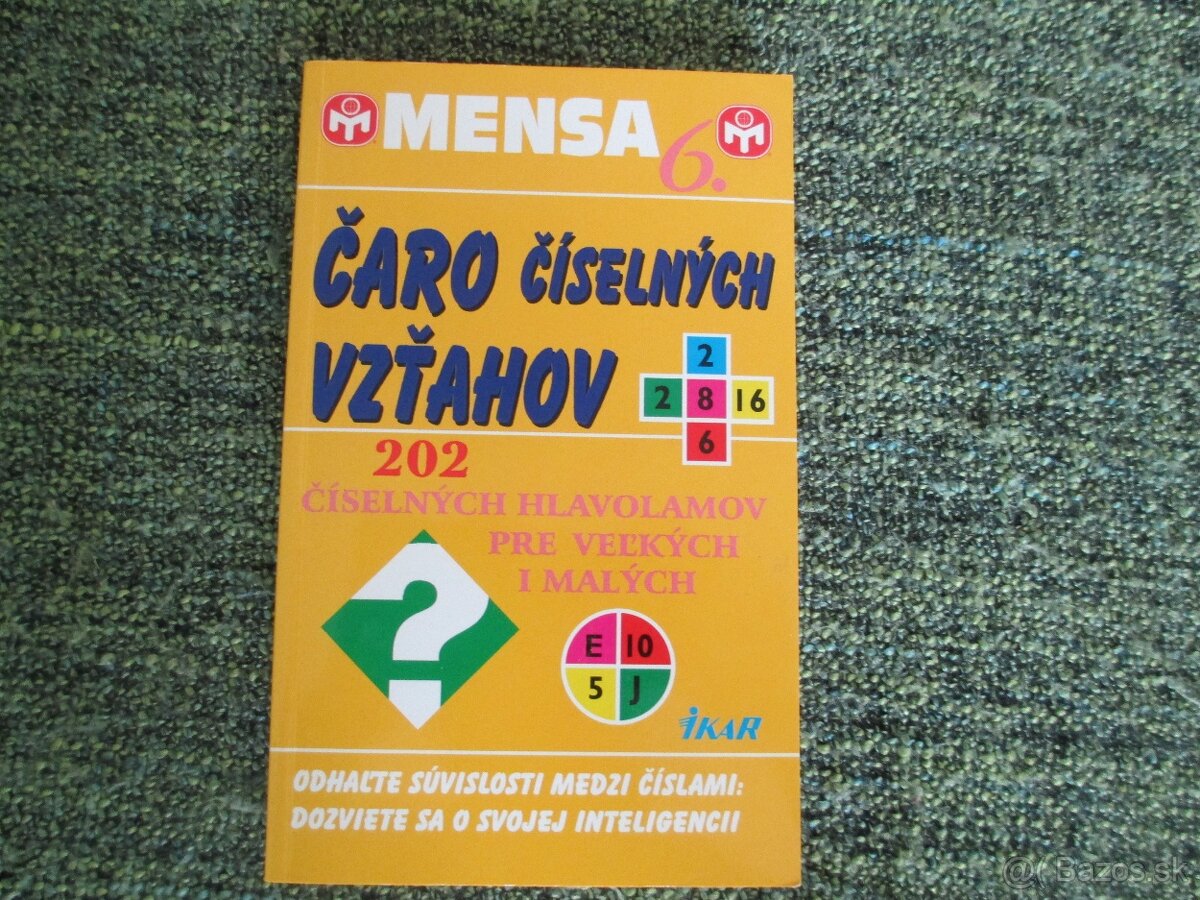 MENSA 6.
ČARO ČÍSELNÝCH
VZŤAHOV
2
2 8 16
6
202
ČÍSELNÝCH HLAVOLAMOV
PRE VEĽKÝCH
I MALÝCH
?
E 10
5 J
IKAR
ODHAĽTE SÚVISLOSTI MEDZI ČÍSLAMI:
DOZVIETE SA O SVOJEJ INTELIGENCII
@( Bazos.sk